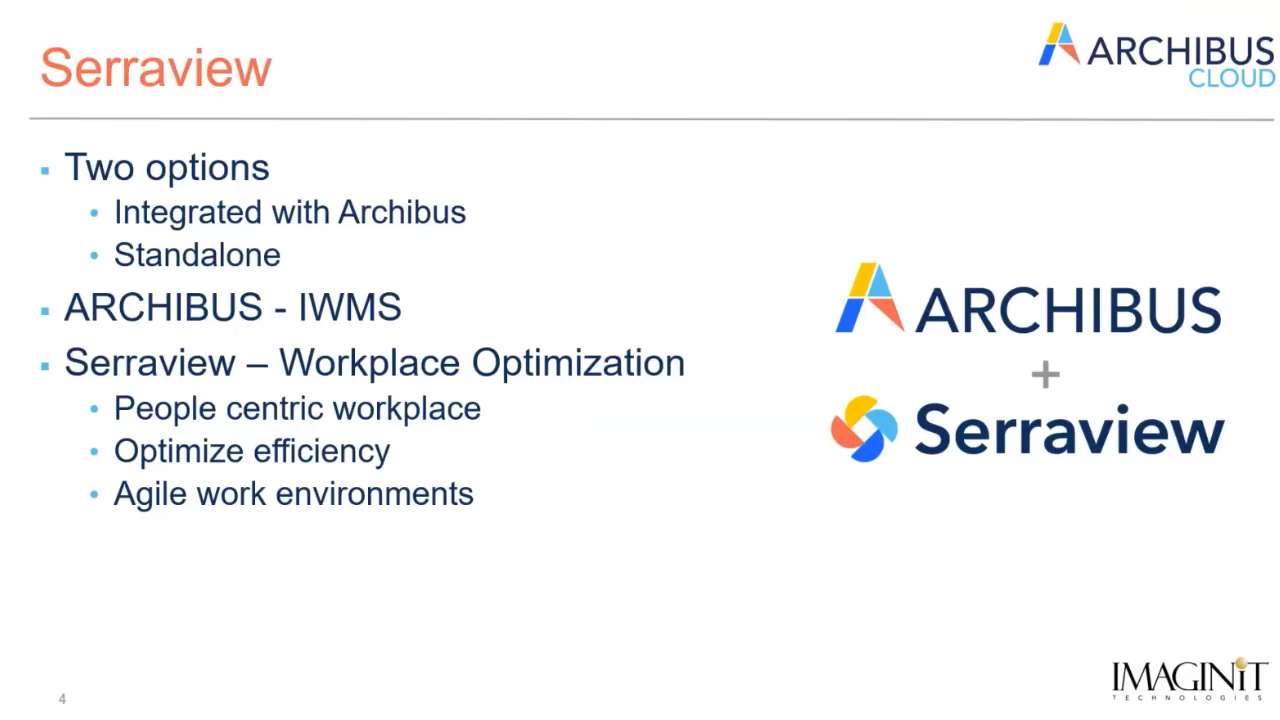 Serraview
ARCHIBUS
CLOUD
▪ Two options
• Integrated with Archibus
• Standalone
▪ ARCHIBUS - IWMS
▪ Serraview – Workplace Optimization
• People centric workplace
• Optimize efficiency
• Agile work environments
ARCHIBUS
+
Serraview
4
IMAGINiT
TECHNOLOGIES